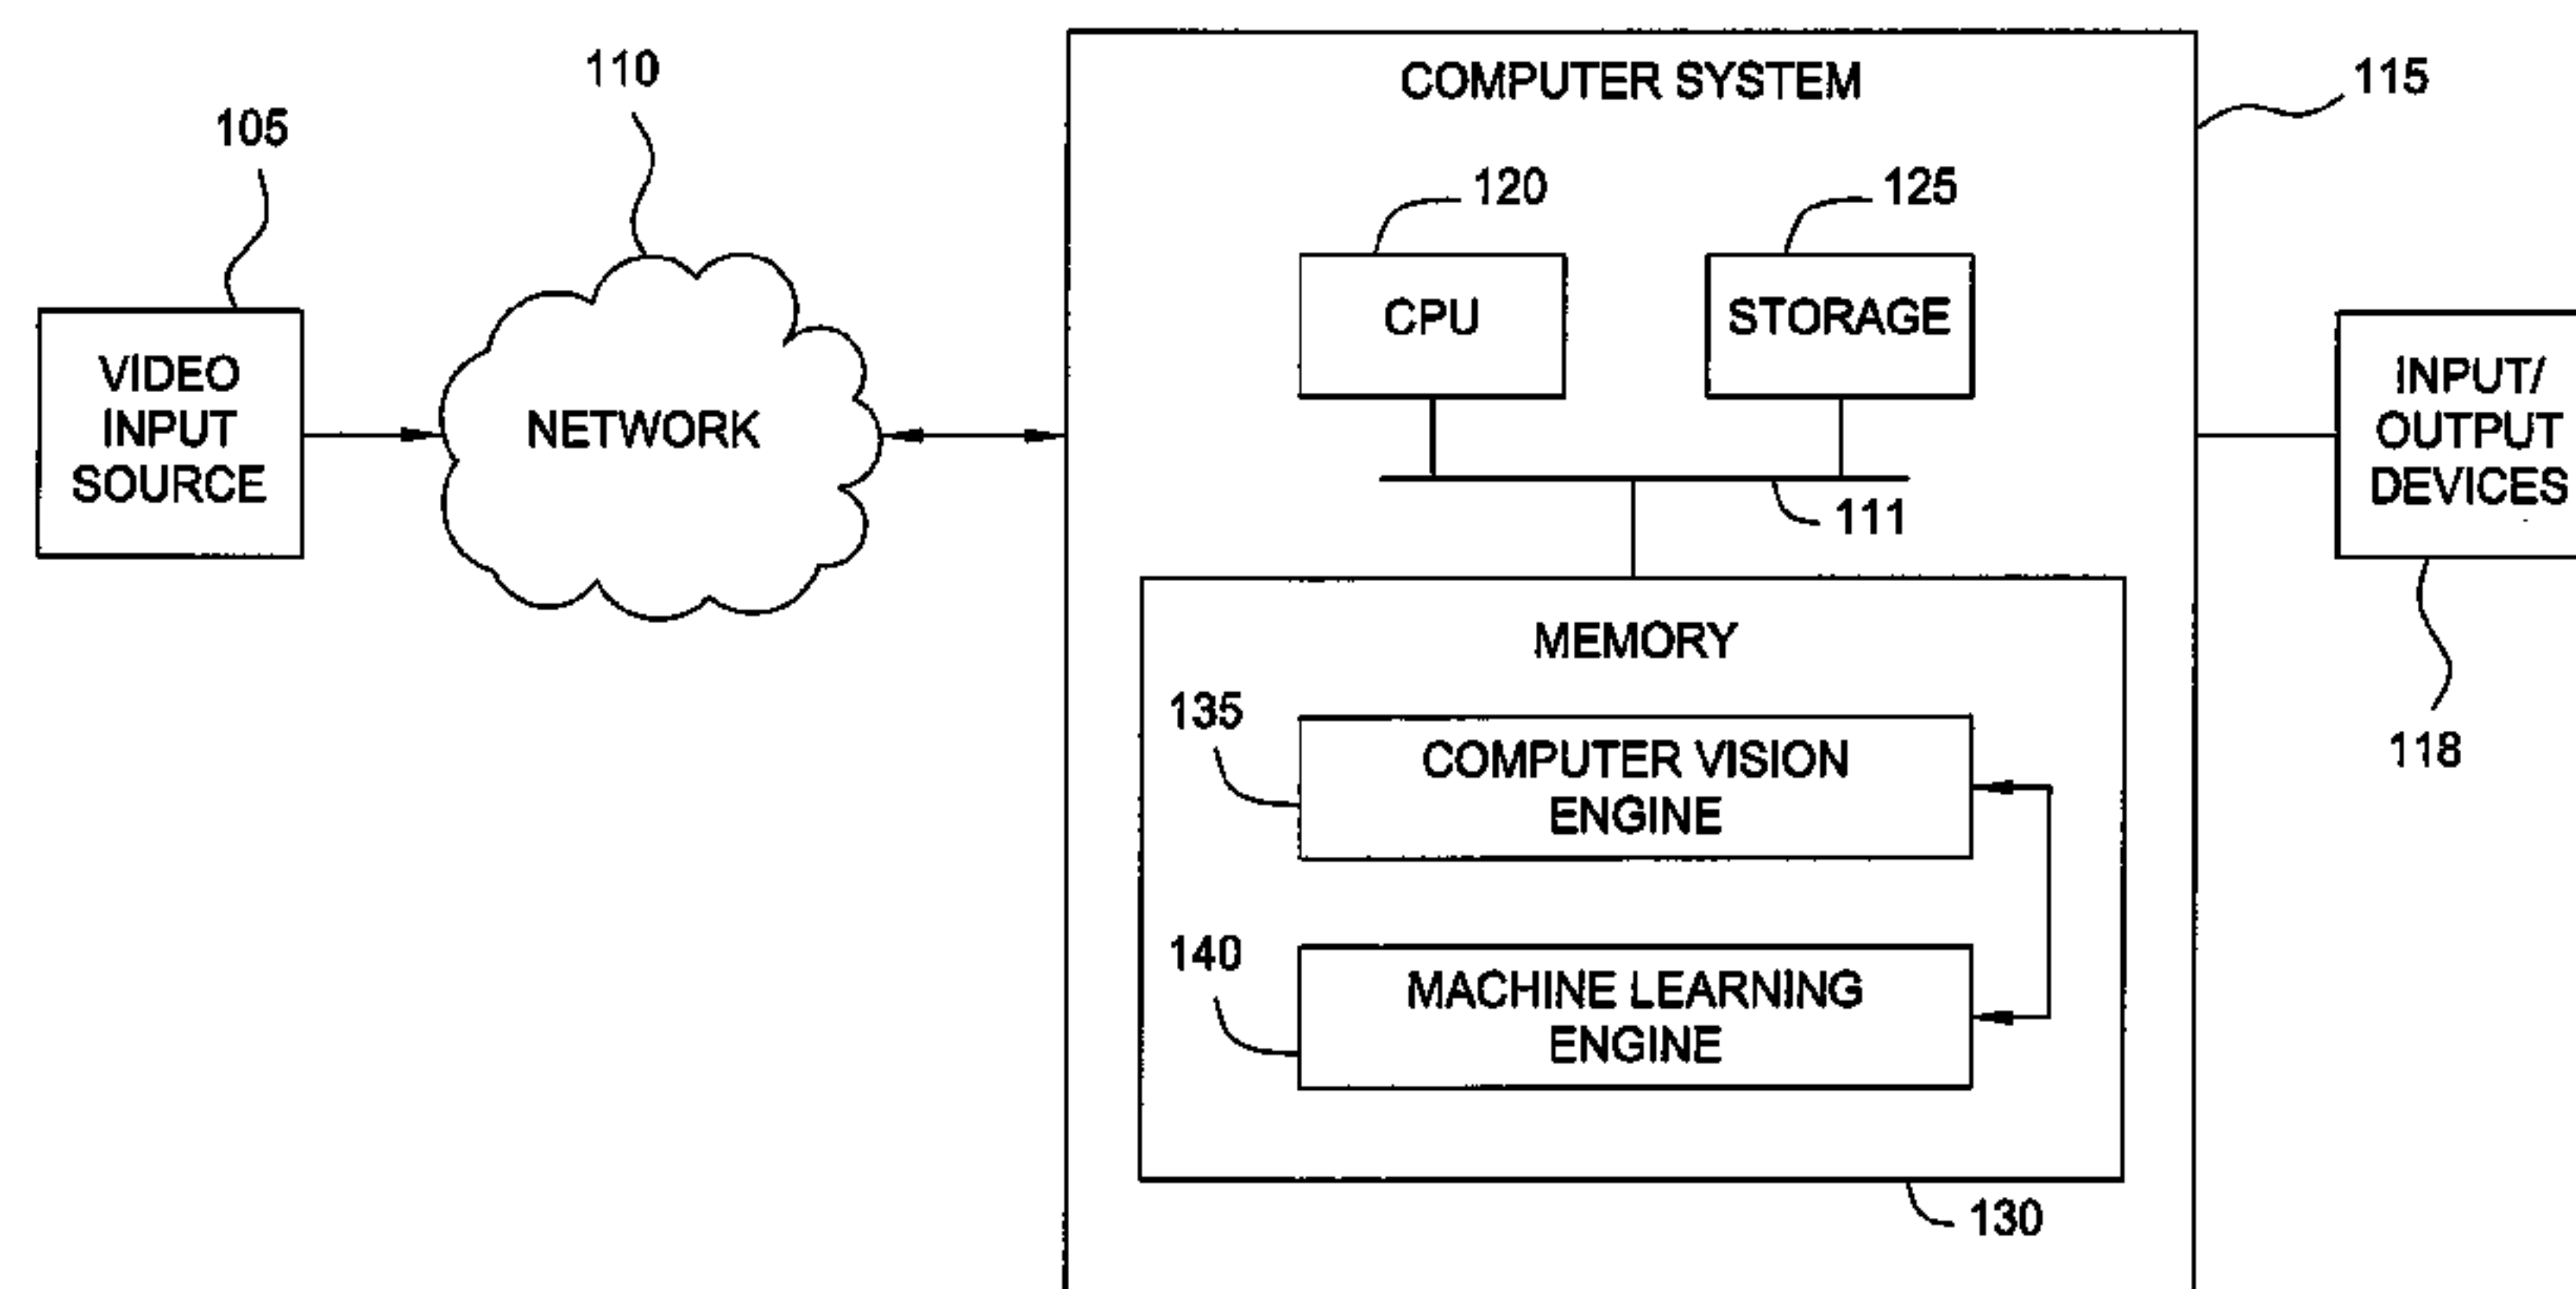 COMPUTER SYSTEM
115
110
105
120
125
CPU
STORAGE
VIDEO
INPUT
SOURCE
NETWORK
INPUT/
OUTPUT
DEVICES
111
MEMORY
135
COMPUTER VISION
ENGINE
118
140
MACHINE LEARNING
ENGINE
130